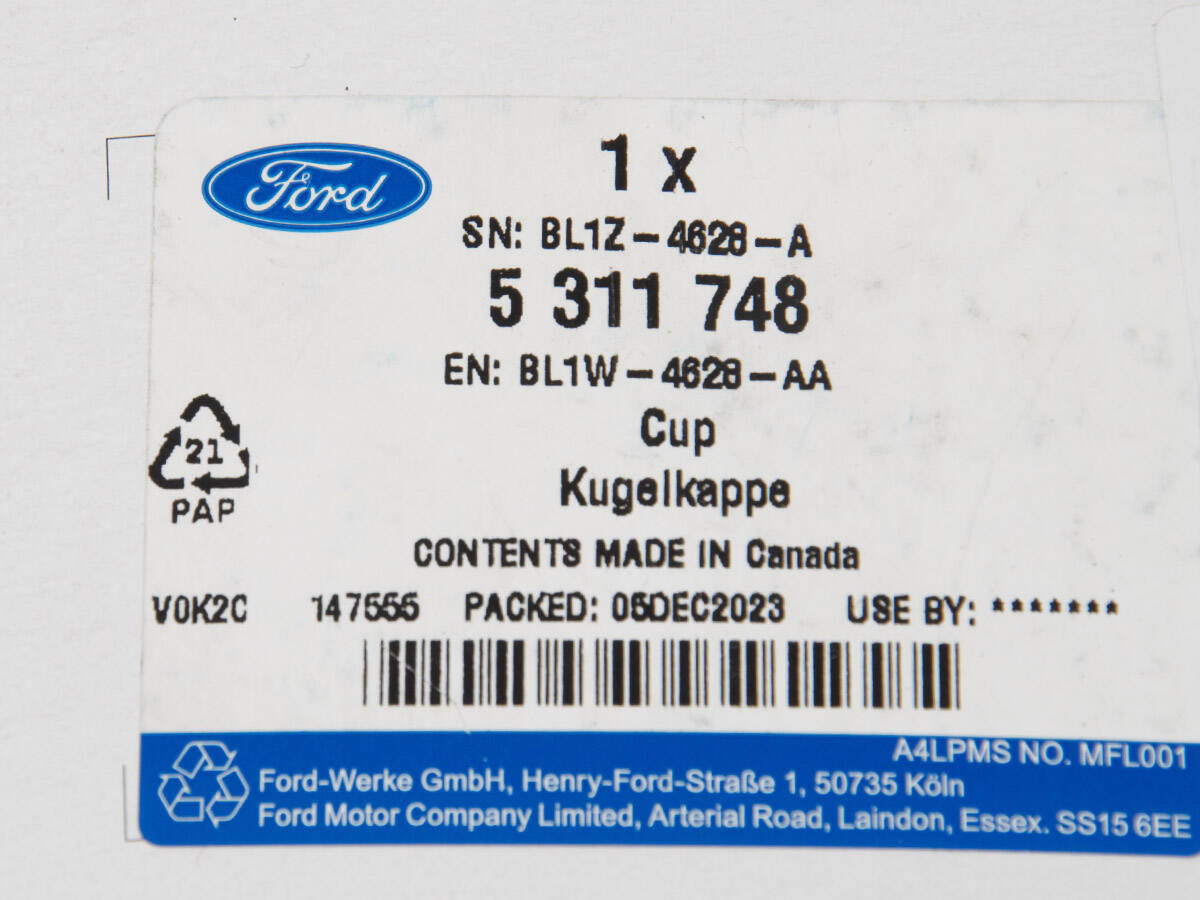 Ford
1 x
SN: BL1Z-4628-A
5 311 748
EN: BL1W-4628-AA
Cup
Kugelkappe
21
PAP
CONTENTS MADE IN Canada
V0K2C 147555 PACKED: 05DEC2023 USE BY: *******
A4LPMS NO. MFL001
Ford-Werke GmbH, Henry-Ford-Straße 1, 50735 Köln
Ford Motor Company Limited, Arterial Road, Laindon, Essex. SS15 6EE